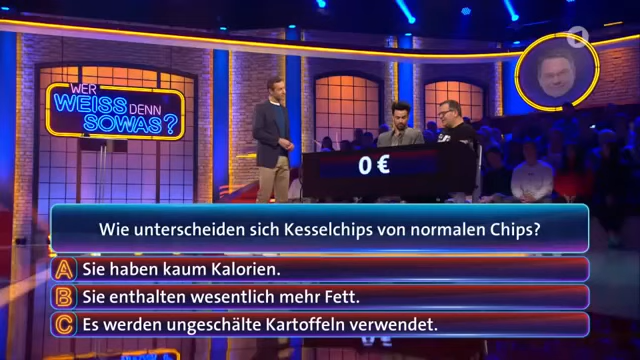 WER
WEISS DENN
SOWAS?
0 €
Wie unterscheiden sich Kesselchips von normalen Chips?
A Sie haben kaum Kalorien.
B Sie enthalten wesentlich mehr Fett.
C Es werden ungeschälte Kartoffeln verwendet.